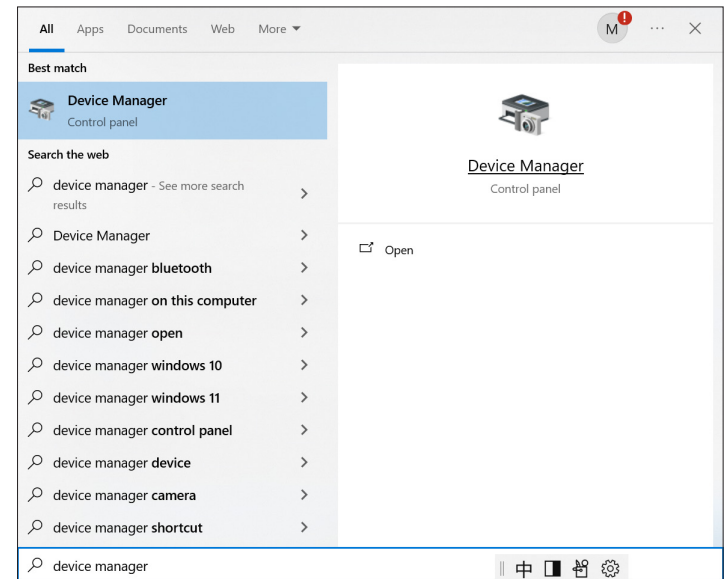 All Apps Documents Web More
M
Best match
Device Manager
Control panel
Search the web
device manager - See more search
results
Device Manager
device manager bluetooth
device manager on this computer
device manager open
device manager windows 10
device manager windows 11
device manager control panel
device manager device
device manager camera
device manager shortcut
Device Manager
Control panel
Open
device manager
中